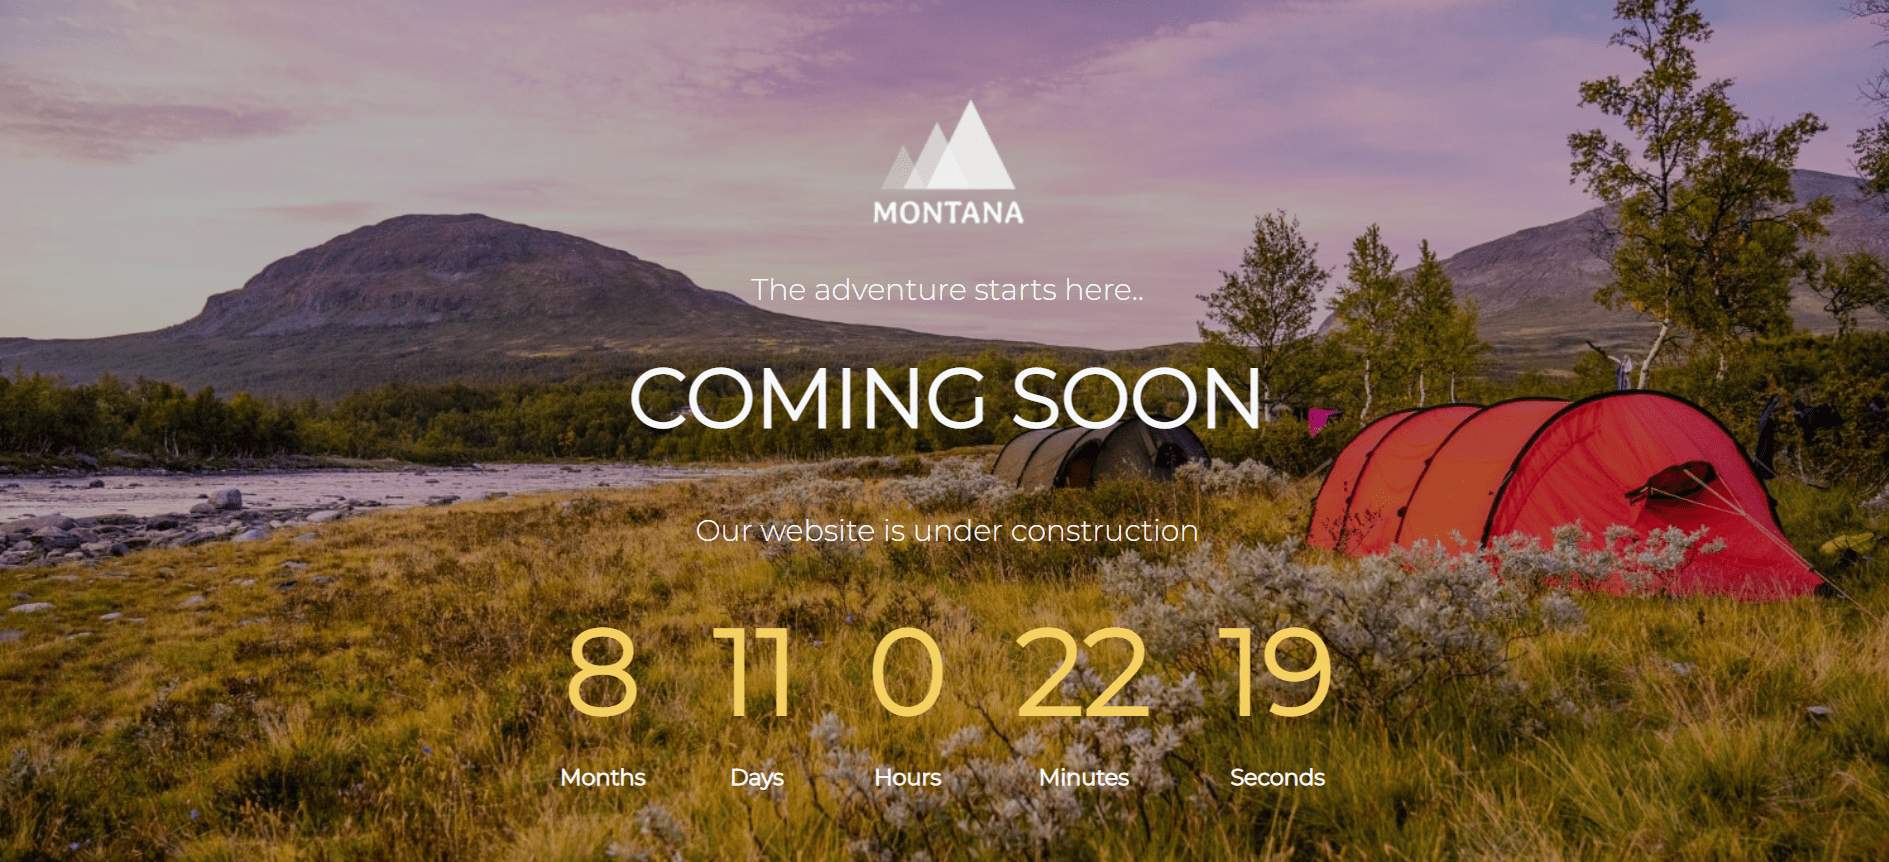 MONTANA
The adventure starts here..
COMING SOON
Our website is under construction
8 11 0 22 19
Months Days Hours Minutes Seconds